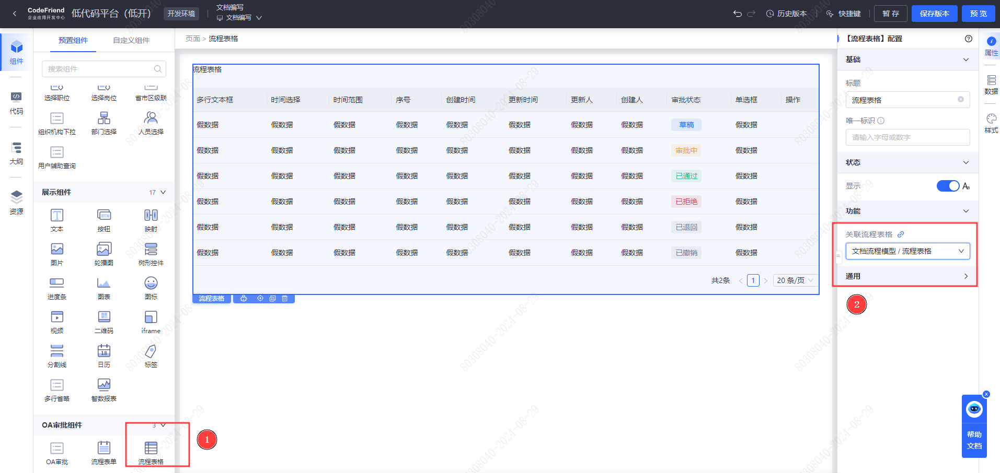 CodeFriend
企业应用开发中心
低代码平台（低开）
开发环境
文档编写
文档编写
历史版本
快捷键
暂 存
保存版本
预 览
组件
代码
大纲
资源
预置组件
自定义组件
搜索组件
选择职位
选择岗位
省市区级联
组织机构下拉
部门选择
人员选择
用户辅助查询
展示组件
17
T
文本
BTN
按钮
映射
图片
轮播图
树形控件
进度条
图表
图标
视频
二维码
iframe
分割线
18
日历
标签
多行省略
智数报表
OA审批组件
3
OA审批
流程表单
流程表格
1
页面 > 流程表格
流程表格
多行文本框 时间选择 时间范围 序号 创建时间 更新时间 更新人 创建人 审批状态 单选框 操作
假数据 假数据 假数据 假数据 假数据 假数据 假数据 假数据 草稿 假数据
假数据 假数据 假数据 假数据 假数据 假数据 假数据 假数据 审批中 假数据
假数据 假数据 假数据 假数据 假数据 假数据 假数据 假数据 已通过 假数据
假数据 假数据 假数据 假数据 假数据 假数据 假数据 假数据 已拒绝 假数据
假数据 假数据 假数据 假数据 假数据 假数据 假数据 假数据 已退回 假数据
假数据 假数据 假数据 假数据 假数据 假数据 假数据 假数据 已撤销 假数据
共2条 < 1 > 20 条/页
流程表格
【流程表格】配置
基础
标题
流程表格
唯一标识
请输入字母或数字
状态
显示
功能
关联流程表格
文档流程模型 / 流程表格
通用
2
属性
数据
样式
帮助
文档
80308040-2024-08-29